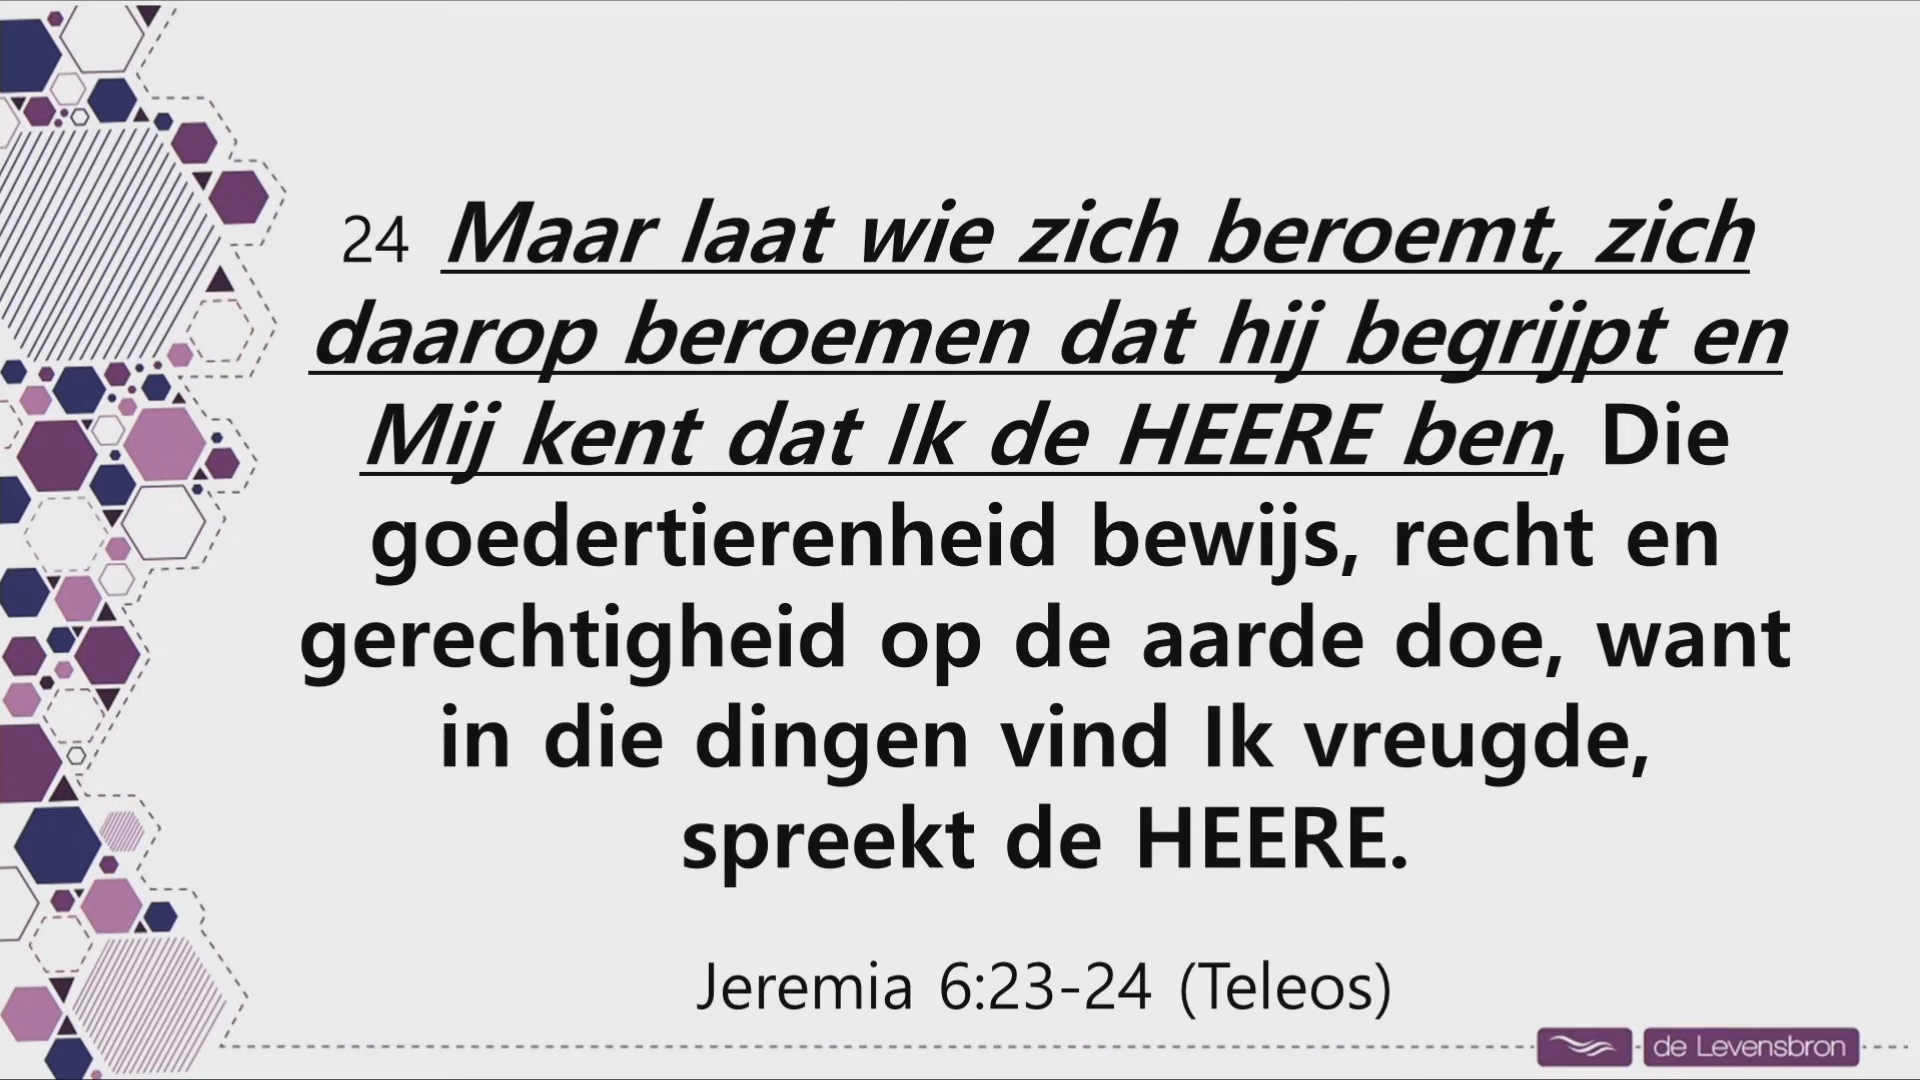 24 Maar laat wie zich beroemt, zich
daarop beroemen dat hij begrijpt en
Mij kent dat Ik de HEERE ben, Die
goedertierenheid bewijs, recht en
gerechtigheid op de aarde doe, want
in die dingen vind Ik vreugde,
spreekt de HEERE.
Jeremia 6:23-24 (Teleos)
de Levensbron